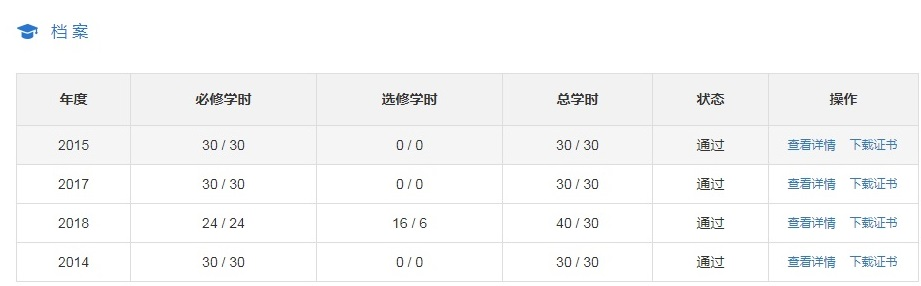 档 案
年度 必修学时 选修学时 总学时 状态 操作
2015 30 / 30 0 / 0 30 / 30 通过 查看详情 下载证书
2017 30 / 30 0 / 0 30 / 30 通过 查看详情 下载证书
2018 24 / 24 16 / 6 40 / 30 通过 查看详情 下载证书
2014 30 / 30 0 / 0 30 / 30 通过 查看详情 下载证书